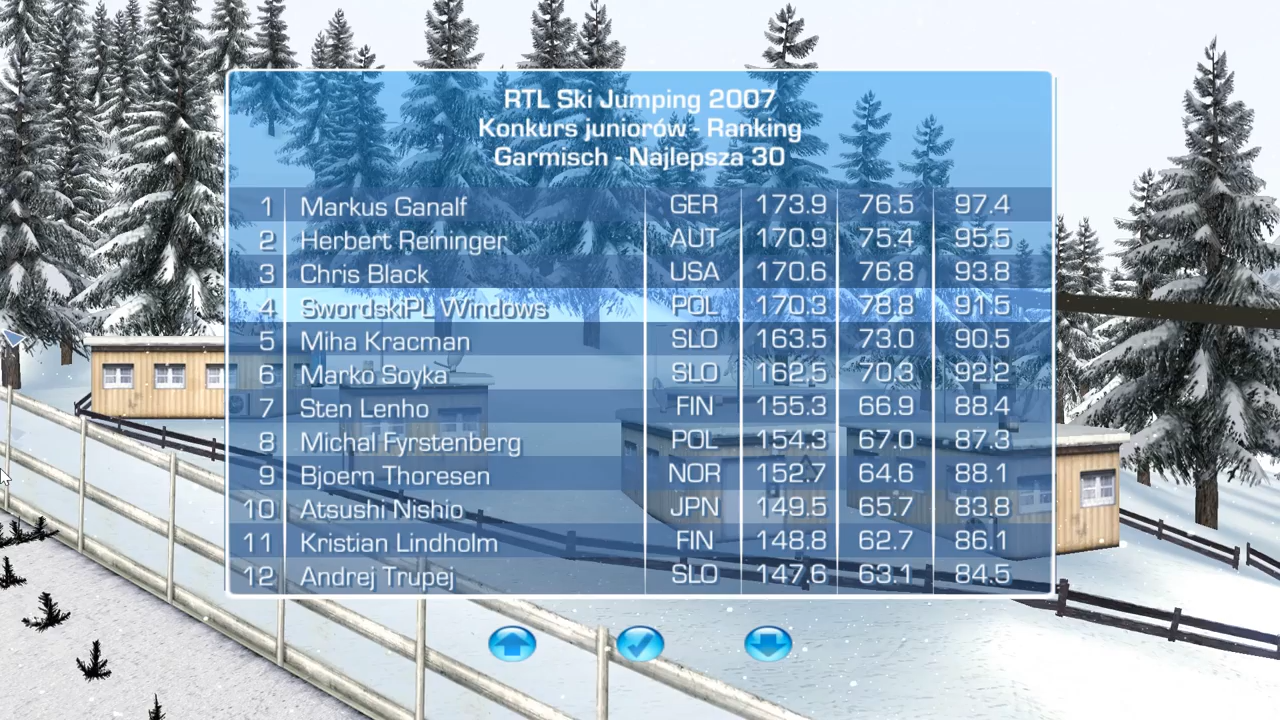 RTL Ski Jumping 2007
Konkurs juniorów - Ranking
Garmisch - Najlepsza 30
1 Markus Ganalf GER 173.9 76.5 97.4
2 Herbert Reininger AUT 170.9 75.4 95.5
3 Chris Black USA 170.6 76.8 93.8
4 SwordskiPL Windows POL 170.3 78.8 91.5
5 Miha Kracman SLO 163.5 73.0 90.5
6 Marko Soyka SLO 162.5 70.3 92.2
7 Sten Lenho FIN 155.3 66.9 88.4
8 Michal Fyrstenberg POL 154.3 67.0 87.3
9 Bjoern Thoresen NOR 152.7 64.6 88.1
10 Atsushi Nishio JPN 149.5 65.7 83.8
11 Kristian Lindholm FIN 148.8 62.7 86.1
12 Andrej Trupej SLO 147.6 63.1 84.5